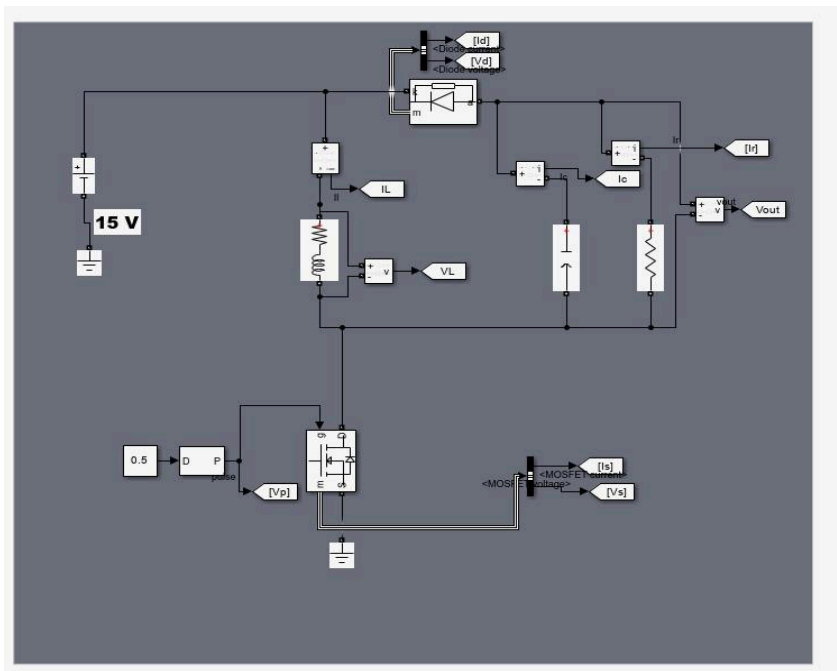 [Id]
<Diode current>
[Vd]
<Diode voltage>
k
a
m
+
i
-
Ir
[Ir]
+
-
+
i
-
Ic
Ic
+
IL
Il
+
15 V
+
-
v
vout
Vout
+
-
v
VL
0.5
D
P
pulse
[Vp]
g
D
m
S
[Is]
<MOSFET current>
<MOSFET voltage>
[Vs]